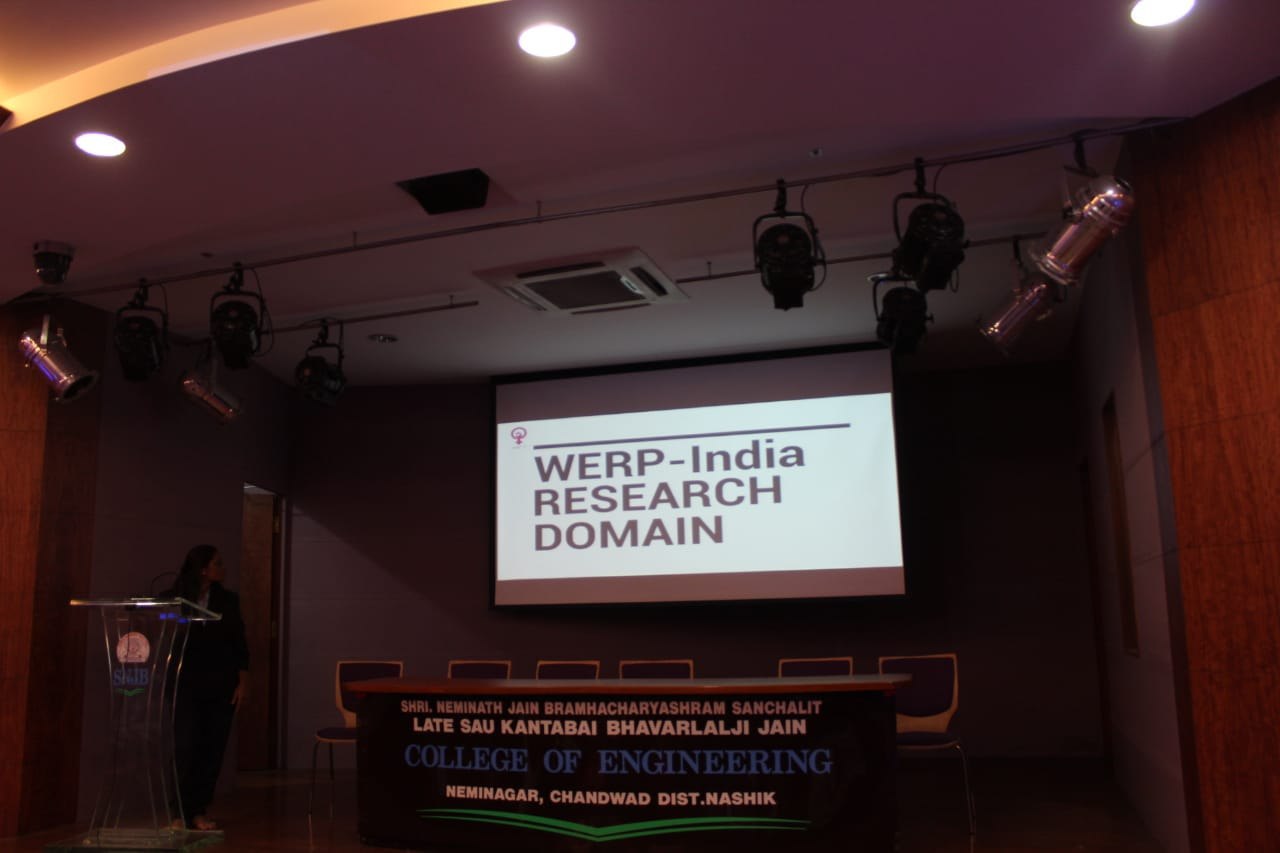 WERP-India
RESEARCH
DOMAIN
SNJB
SHRI. NEMINATH JAIN BRAMHACHARYASHRAM SANCHALIT
LATE SAU KANTABAI BHAVARLALJI JAIN
COLLEGE OF ENGINEERING
NEMINAGAR, CHANDWAD DIST.NASHIK